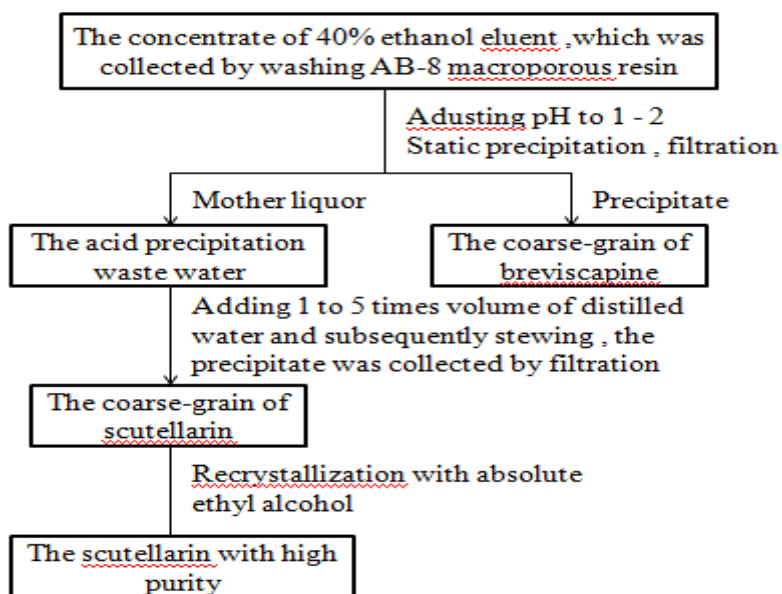 The concentrate of 40% ethanol eluent ,which was
collected by washing AB-8 macroporous resin
Adusting pH to 1 - 2
Static precipitation , filtration
Mother liquor
Precipitate
The acid precipitation
waste water
The coarse-grain of
breviscapine
Adding 1 to 5 times volume of distilled
water and subsequently stewing , the
precipitate was collected by filtration
The coarse-grain of
scutellarin
Recrystallization with absolute
ethyl alcohol
The scutellarin with high
purity